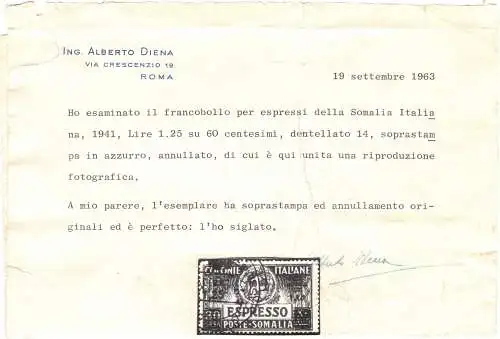 ING. ALBERTO DIENA
VIA CRESCENZIO 19
ROMA
19 settembre 1963
Ho esaminato il francobollo per espressi della Somalia Italia
na, 1941, Lire 1.25 su 60 centesimi, dentellato 14, soprastam
pa in azzurro, annullato, di cui è qui unita una riproduzione
fotografica.
A mio parere, l'esemplare ha soprastampa ed annullamento ori-
ginali ed è perfetto: l'ho siglato.
Diena
COLONIE ITALIANE
ESPRESSO
POSTE-SOMALIA